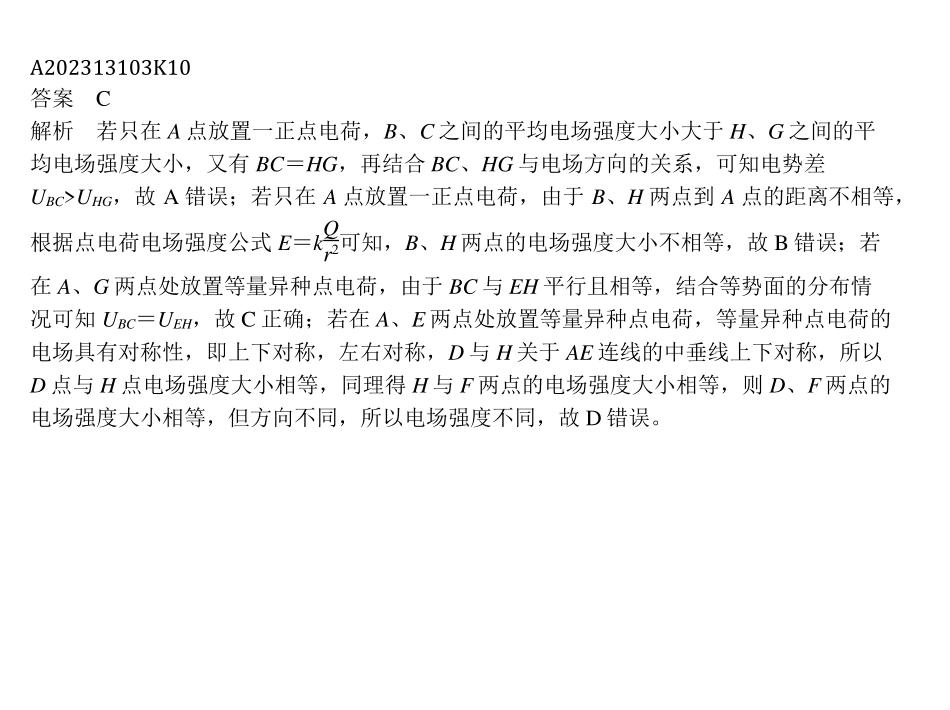 A202313103K10
答案　C
解析　若只在 A 点放置一正点电荷，B、C 之间的平均电场强度大小大于 H、G 之间的平
均电场强度大小，又有 BC＝HG，再结合 BC、HG 与电场方向的关系，可知电势差
U_{BC}>U_{HG}，故 A 错误；若只在 A 点放置一正点电荷，由于 B、H 两点到 A 点的距离不相等，
根据点电荷电场强度公式 E＝k\frac{Q}{r^2}可知，B、H 两点的电场强度大小不相等，故 B 错误；若
在 A、G 两点处放置等量异种点电荷，由于 BC 与 EH 平行且相等，结合等势面的分布情
况可知 U_{BC}＝U_{EH}，故 C 正确；若在 A、E 两点处放置等量异种点电荷，等量异种点电荷的
电场具有对称性，即上下对称，左右对称，D 与 H 关于 AE 连线的中垂线上下对称，所以
D 点与 H 点电场强度大小相等，同理得 H 与 F 两点的电场强度大小相等，则 D、F 两点的
电场强度大小相等，但方向不同，所以电场强度不同，故 D 错误。